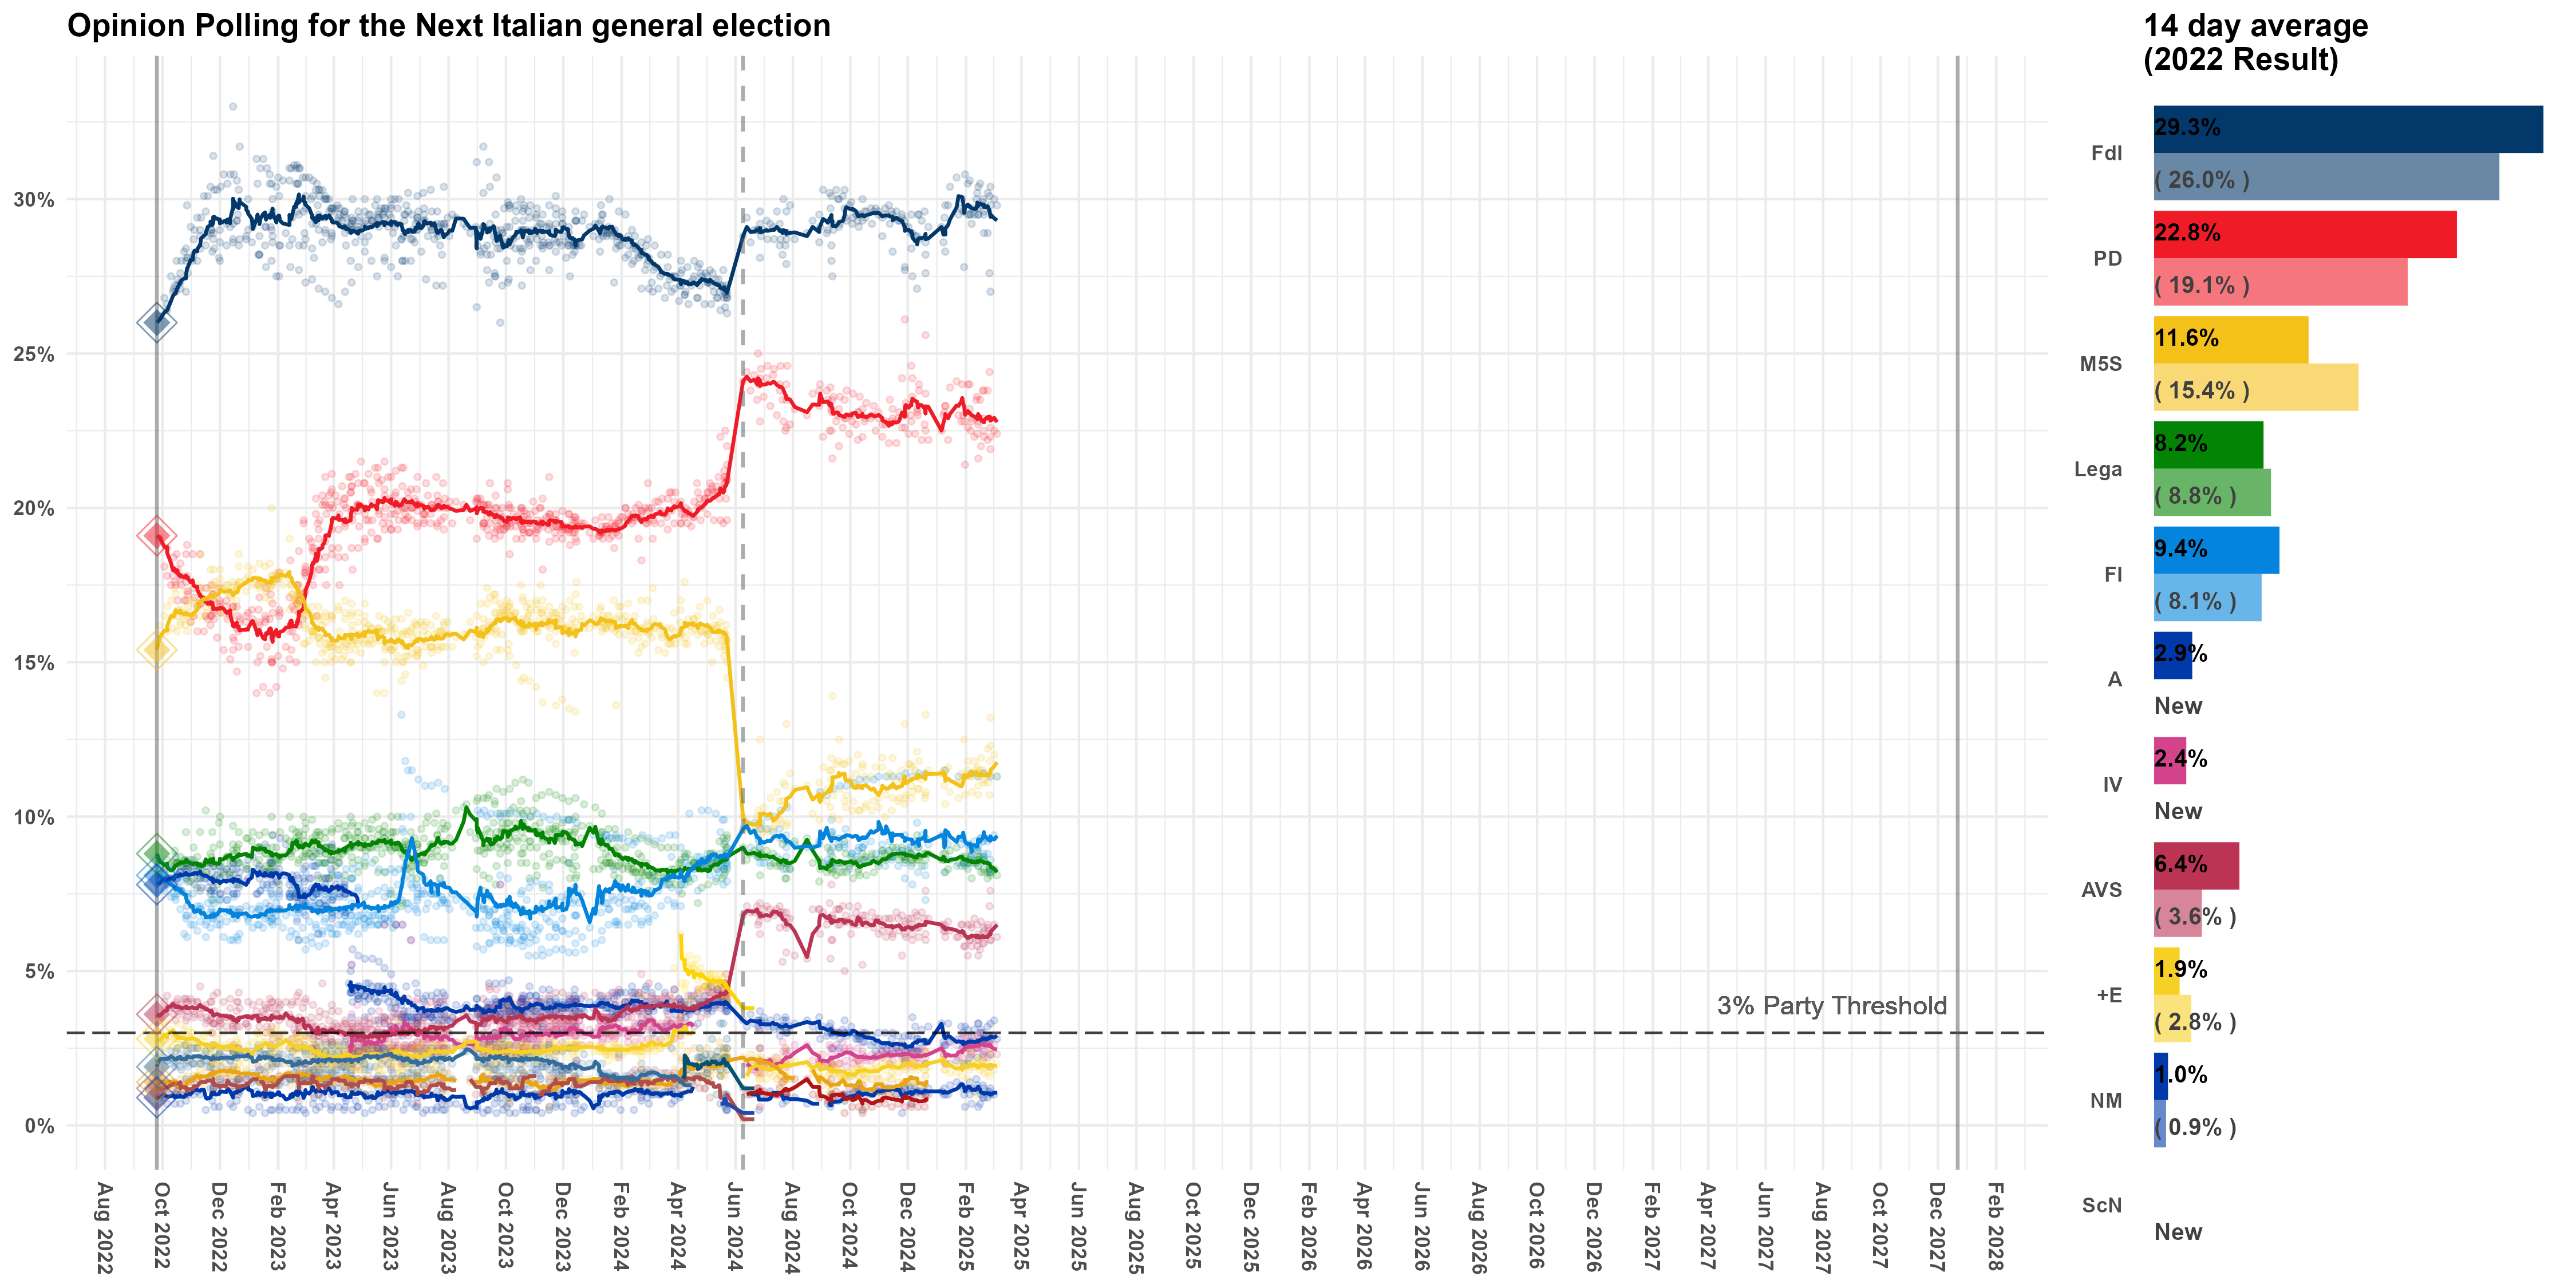 Opinion Polling for the Next Italian general election
14 day average
(2022 Result)
30%
25%
20%
15%
10%
5%
0%
3% Party Threshold
Aug 2022
Oct 2022
Dec 2022
Feb 2023
Apr 2023
Jun 2023
Aug 2023
Oct 2023
Dec 2023
Feb 2024
Apr 2024
Jun 2024
Aug 2024
Oct 2024
Dec 2024
Feb 2025
Apr 2025
Jun 2025
Aug 2025
Oct 2025
Dec 2025
Feb 2026
Apr 2026
Jun 2026
Aug 2026
Oct 2026
Dec 2026
Feb 2027
Apr 2027
Jun 2027
Aug 2027
Oct 2027
Dec 2027
Feb 2028
FdI
29.3%
( 26.0% )
PD
22.8%
( 19.1% )
M5S
11.6%
( 15.4% )
Lega
8.2%
( 8.8% )
FI
9.4%
( 8.1% )
A
2.9%
New
IV
2.4%
New
AVS
6.4%
( 3.6% )
+E
1.9%
( 2.8% )
NM
1.0%
( 0.9% )
ScN
New